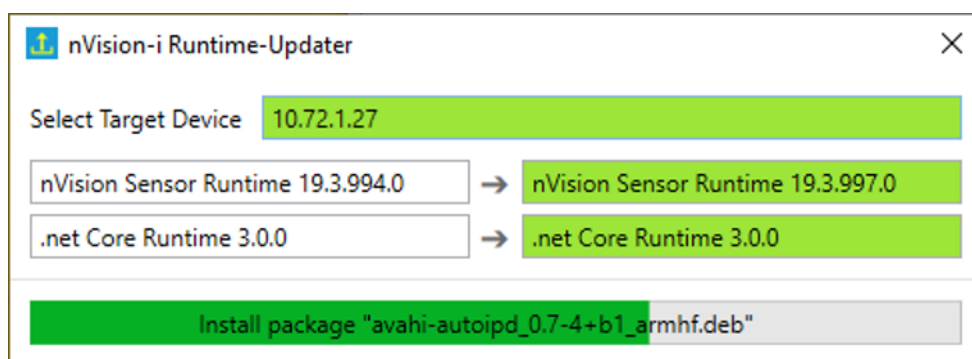 nVision-i Runtime-Updater
Select Target Device 10.72.1.27
nVision Sensor Runtime 19.3.994.0 → nVision Sensor Runtime 19.3.997.0
.net Core Runtime 3.0.0 → .net Core Runtime 3.0.0
Install package "avahi-autoipd_0.7-4+b1_armhf.deb"